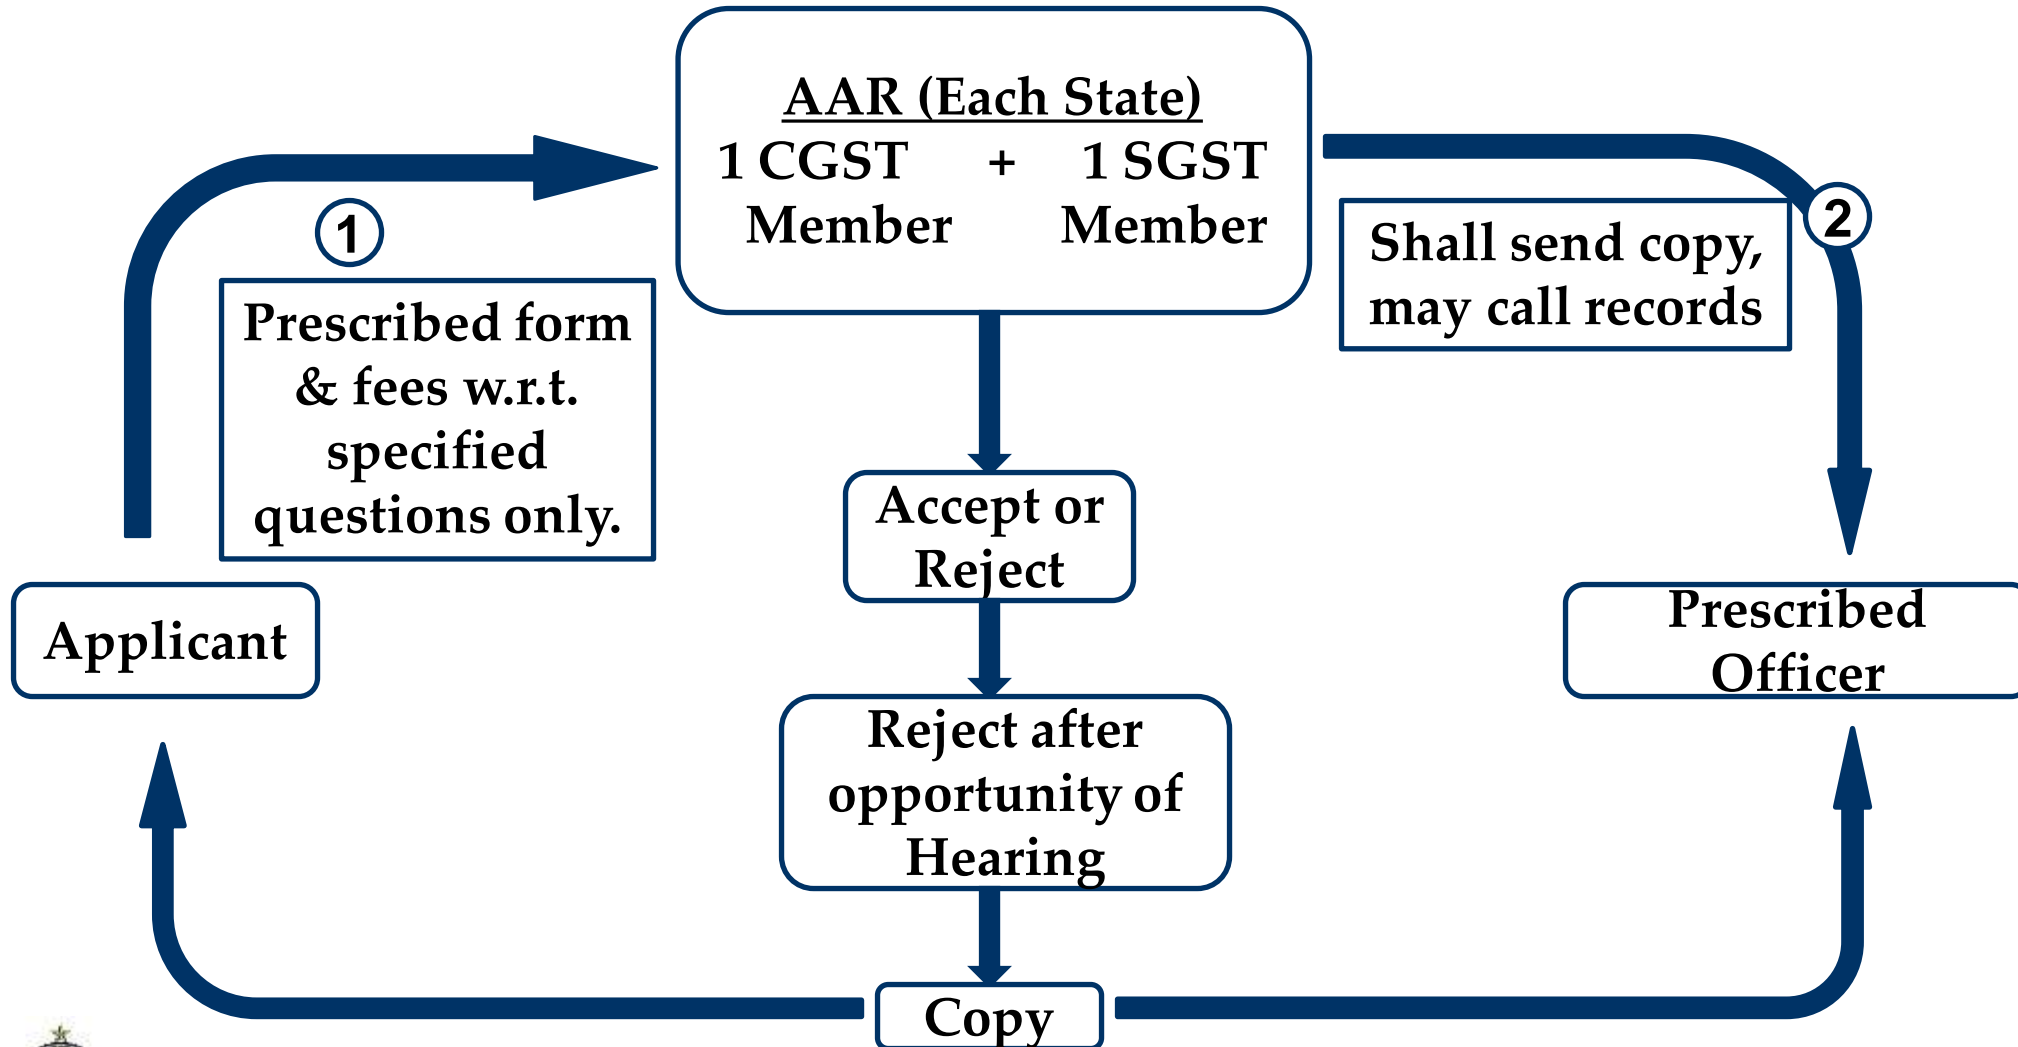 AAR (Each State)
1 CGST + 1 SGST
Member Member
1
Prescribed form
& fees w.r.t.
specified
questions only.
2
Shall send copy,
may call records
Accept or
Reject
Applicant
Prescribed
Officer
Reject after
opportunity of
Hearing
Copy